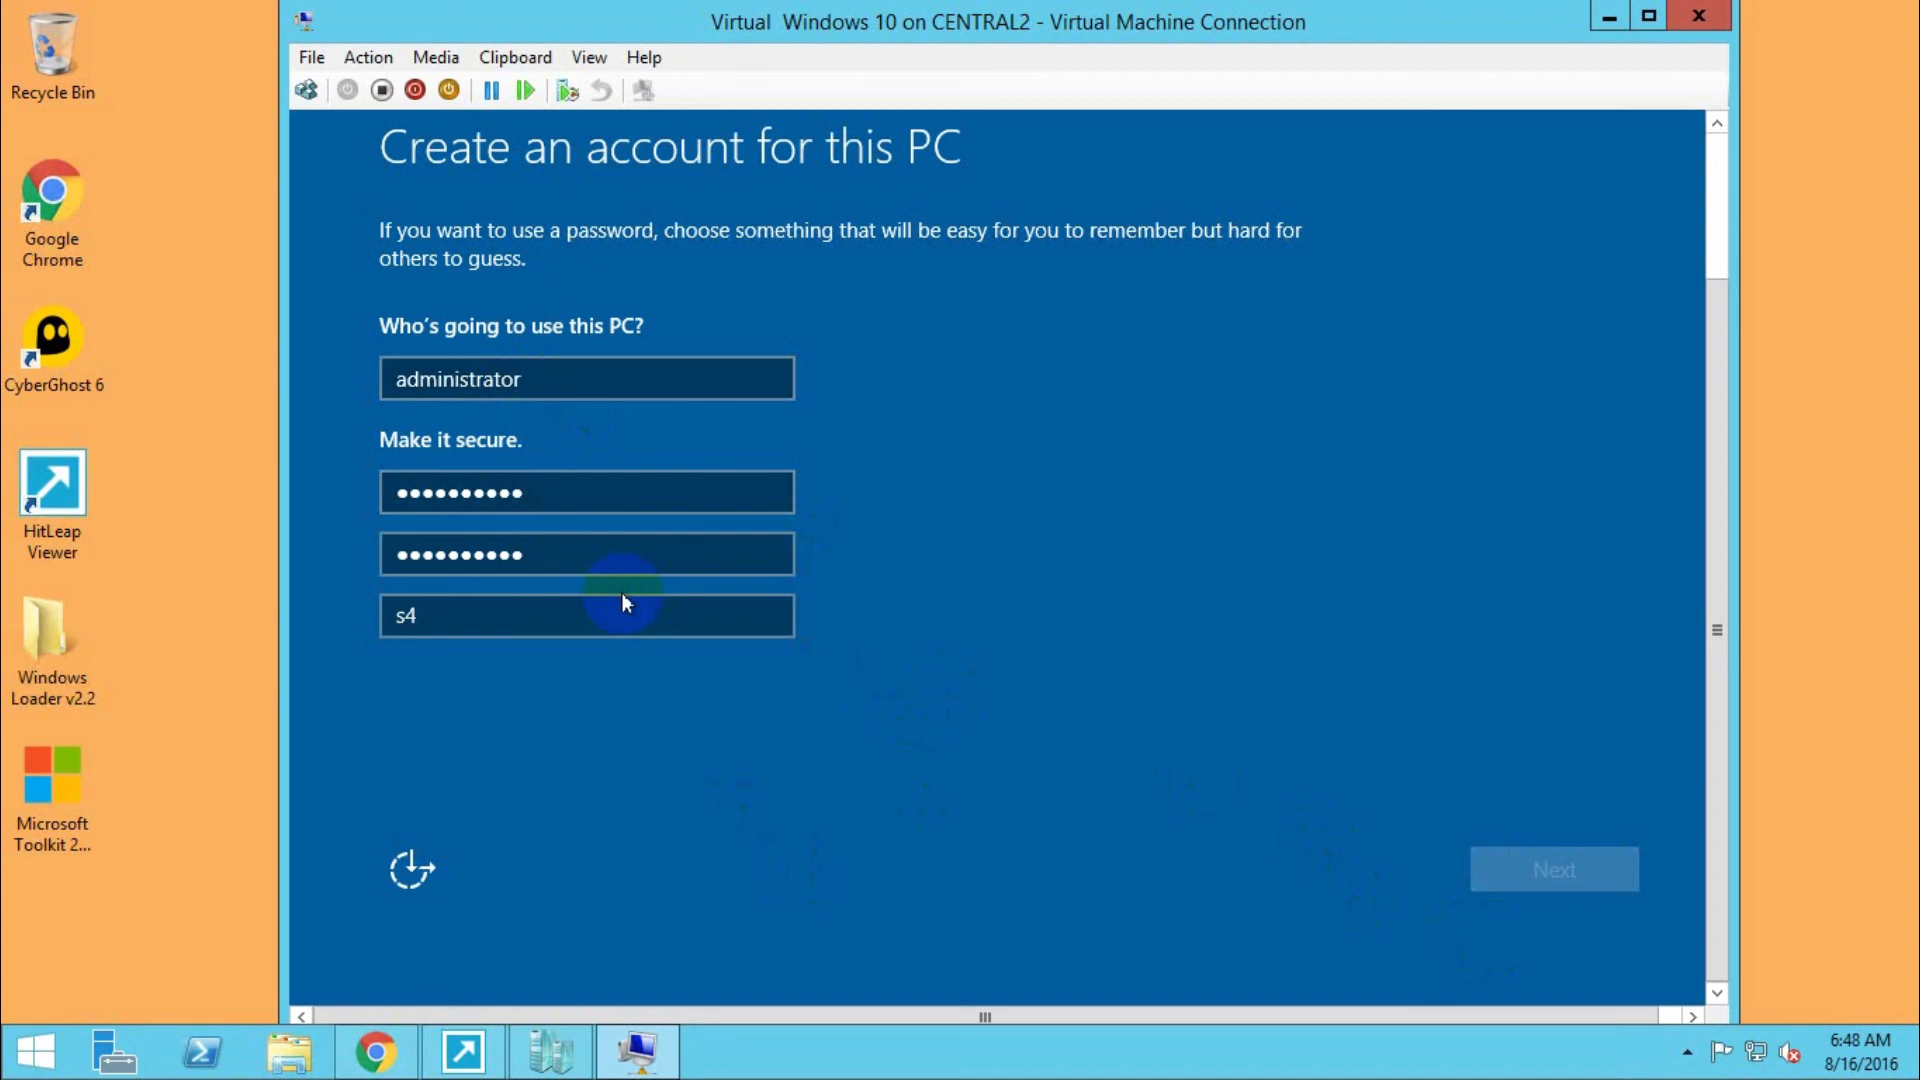 Recycle Bin
Google
Chrome
CyberGhost 6
HitLeap
Viewer
Windows
Loader v2.2
Microsoft
Toolkit 2...
Virtual Windows 10 on CENTRAL2 - Virtual Machine Connection
File Action Media Clipboard View Help
Create an account for this PC
If you want to use a password, choose something that will be easy for you to remember but hard for
others to guess.
Who's going to use this PC?
administrator
Make it secure.
••••••••••
••••••••••
s4
Next
6:48 AM
8/16/2016